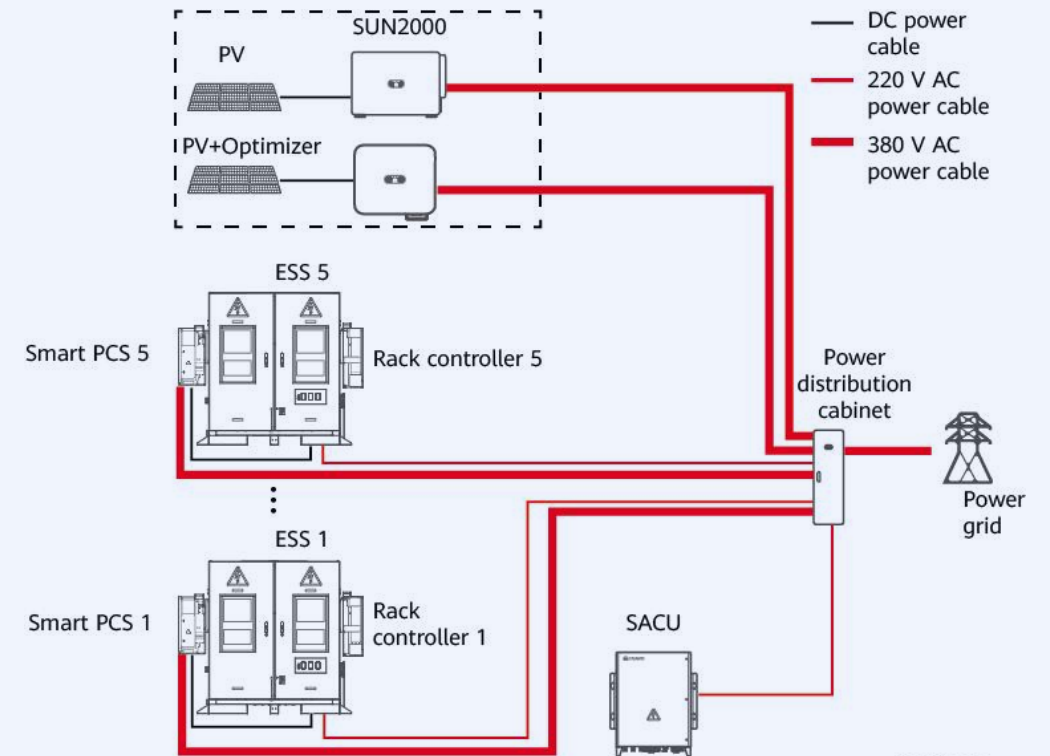 SUN2000
PV
PV+Optimizer
DC power
cable
220 V AC
power cable
380 V AC
power cable
ESS 5
Smart PCS 5
Rack controller 5
Power
distribution
cabinet
Power
grid
ESS 1
Smart PCS 1
Rack
controller 1
SACU